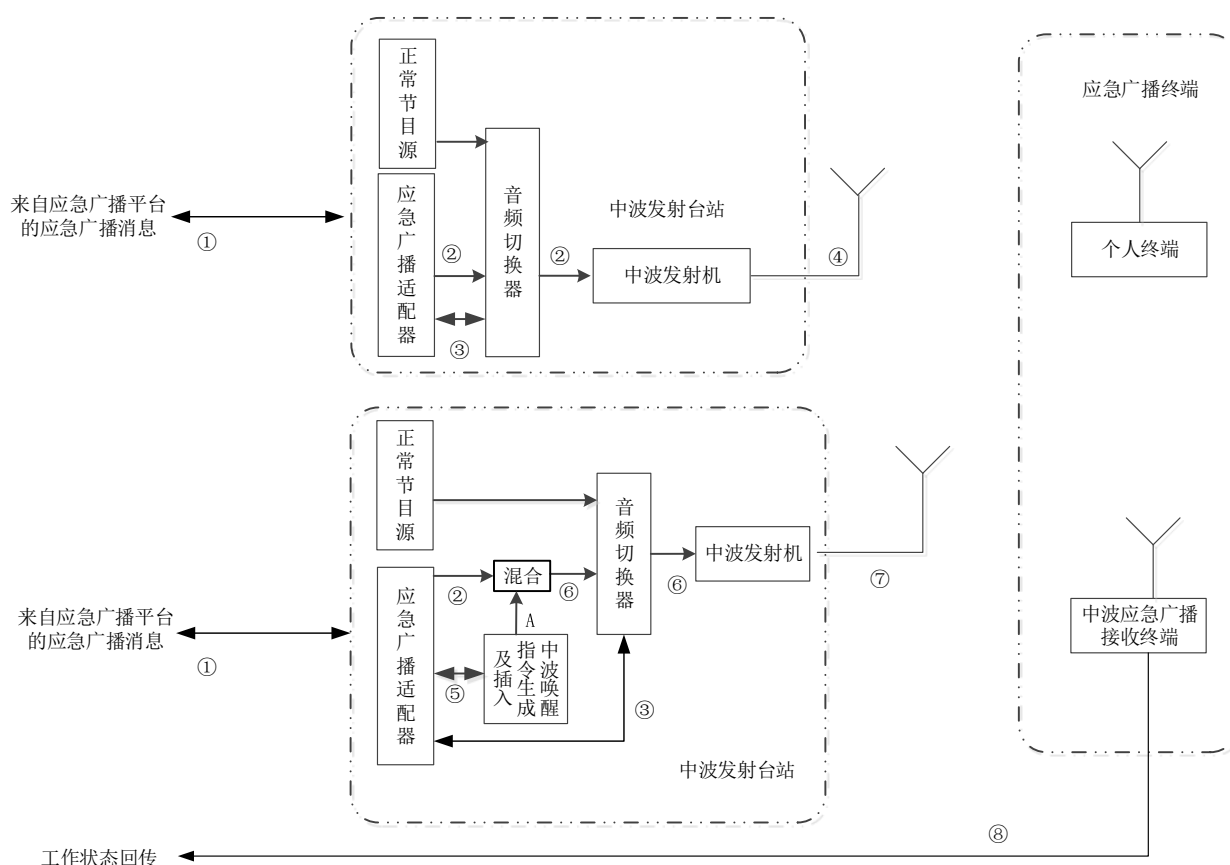 正常节目源
应急广播终端
来自应急广播平台
的应急广播消息
①
应急广播适配器
②
③
音频切换器
②
中波发射台站
中波发射机
④
个人终端
正常节目源
音频切换器
中波发射机
⑦
来自应急广播平台
的应急广播消息
①
应急广播适配器
②
混合
⑥
⑥
A
中波唤醒
指令生成
及插入
⑤
③
中波应急广播
接收终端
中波发射台站
⑧
工作状态回传